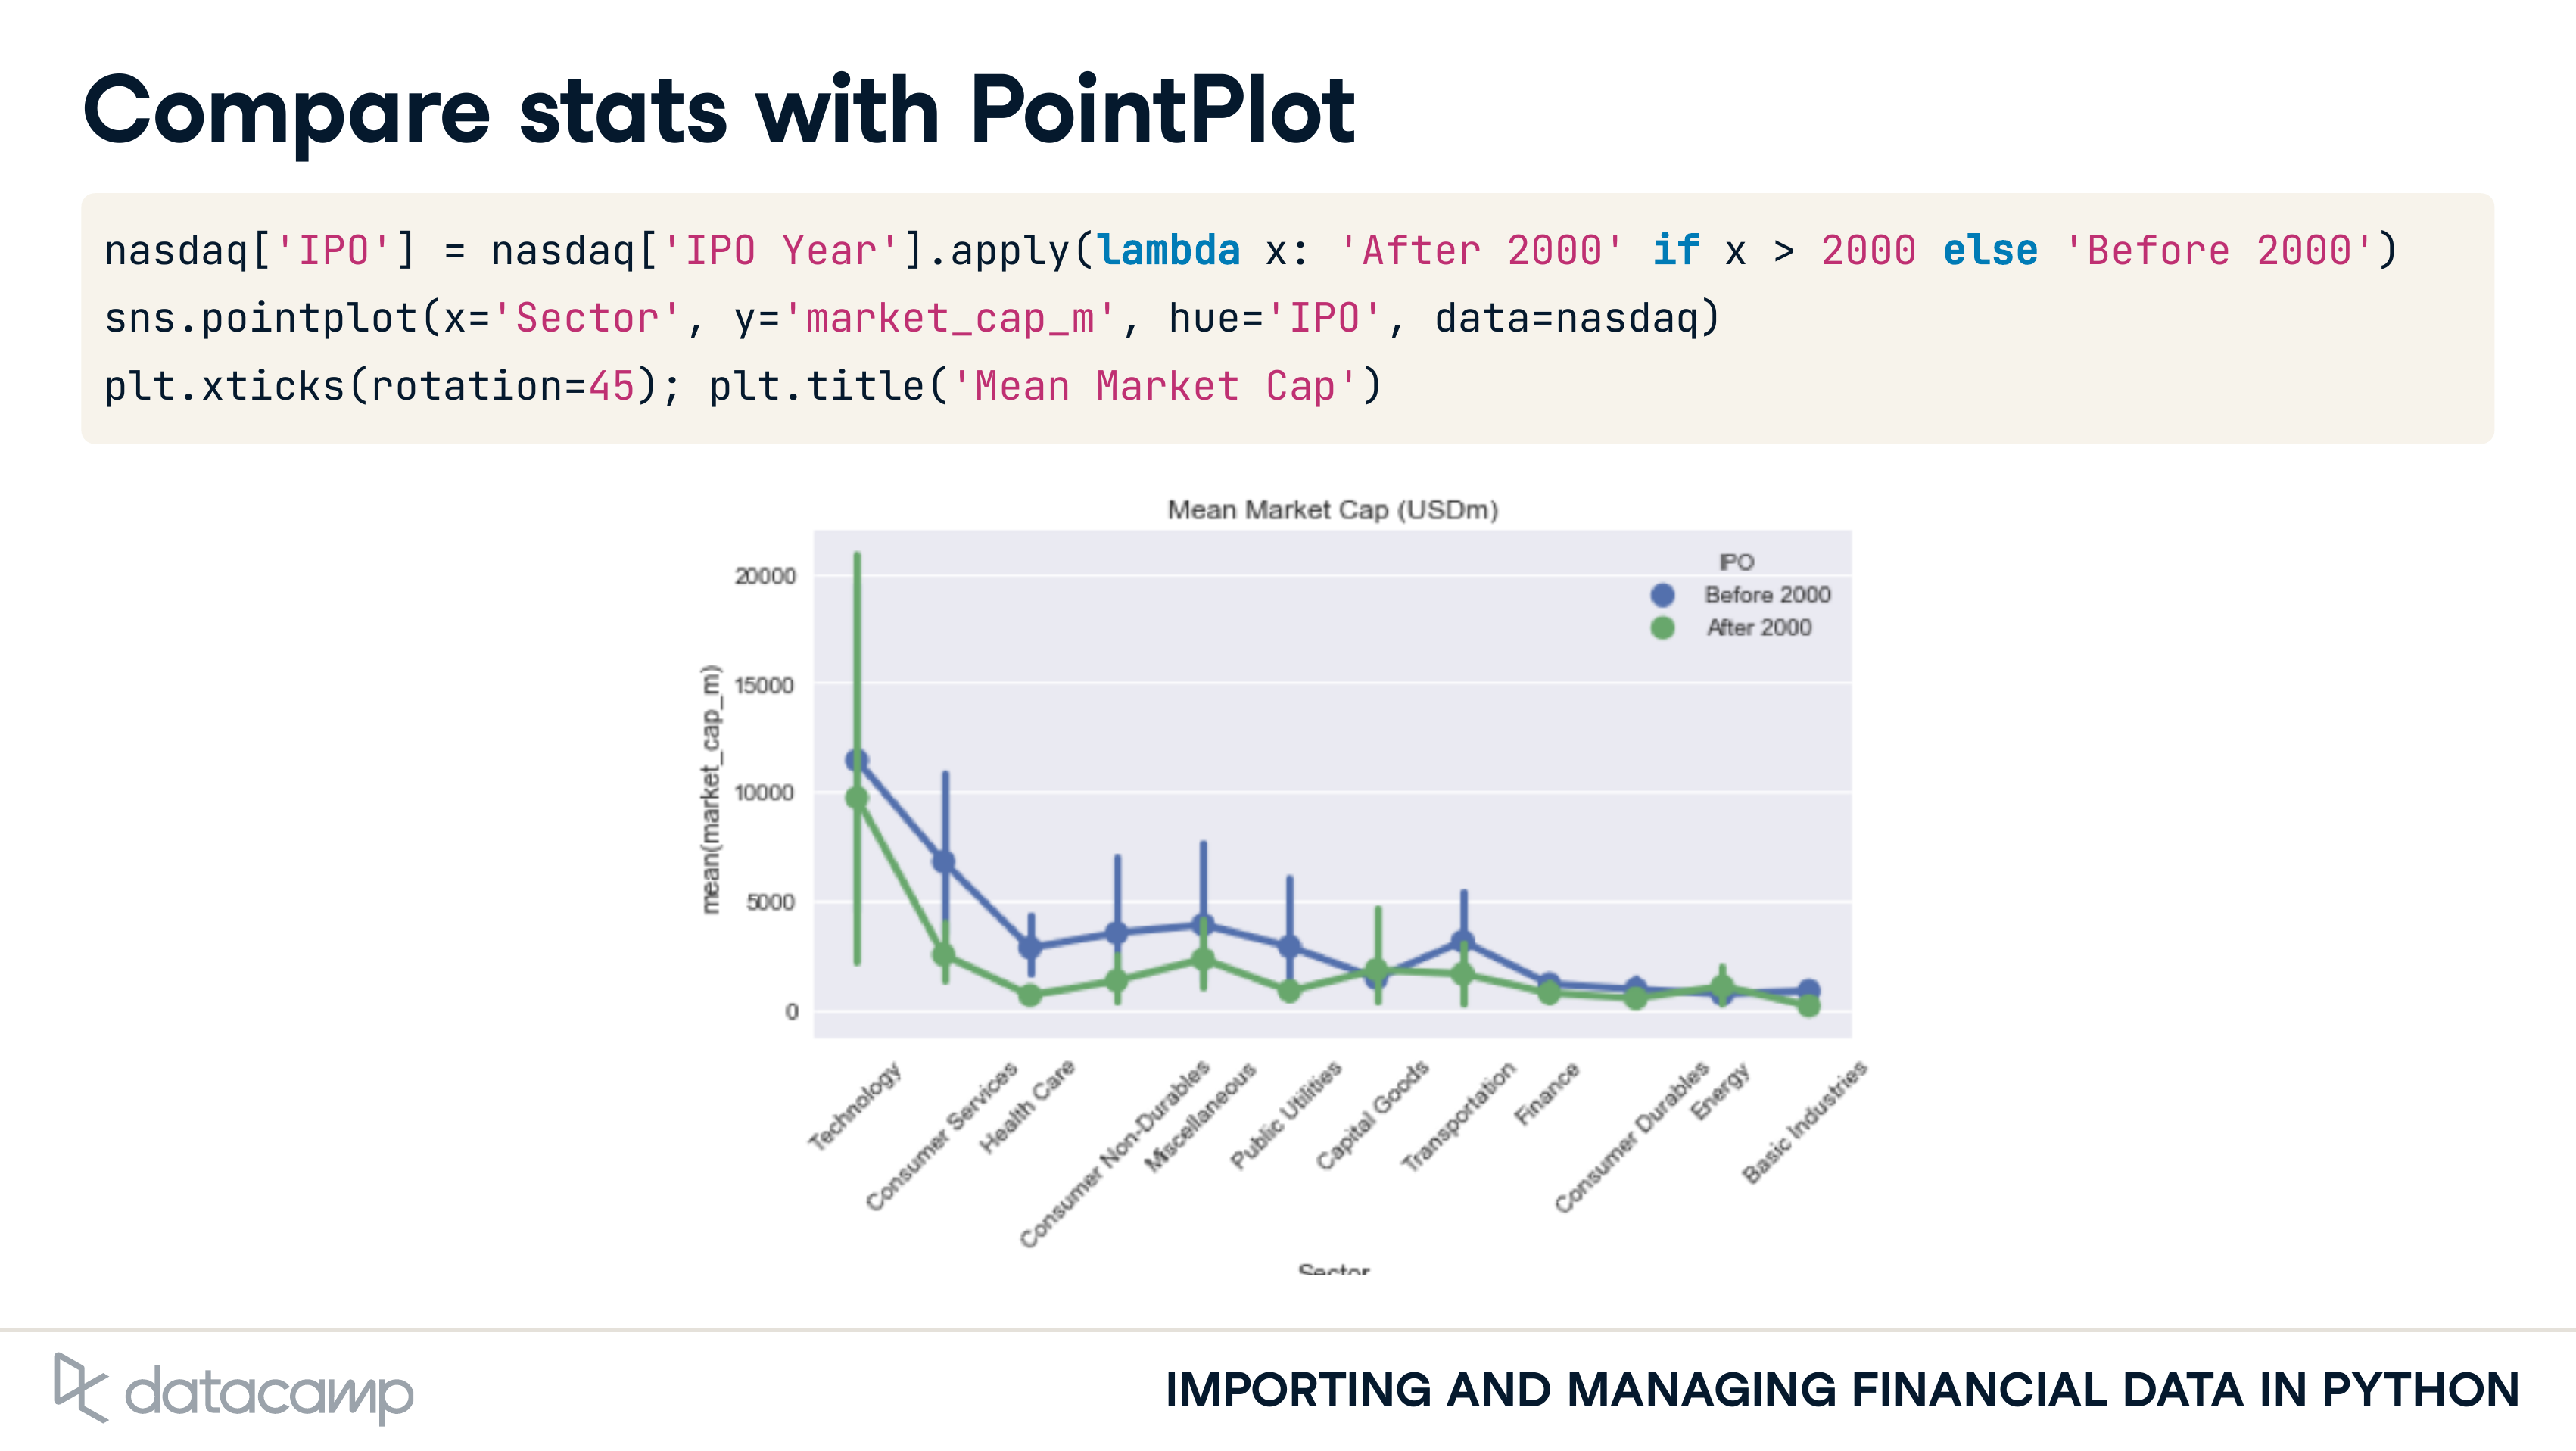 Compare stats with PointPlot
nasdaq['IPO'] = nasdaq['IPO Year'].apply(lambda x: 'After 2000' if x > 2000 else 'Before 2000')
sns.pointplot(x='Sector', y='market_cap_m', hue='IPO', data=nasdaq)
plt.xticks(rotation=45); plt.title('Mean Market Cap')
Mean Market Cap (USDm)
IPO
Before 2000
After 2000
mean(market_cap_m)
20000
15000
10000
5000
0
Technology
Consumer Services
Health Care
Consumer Non-Durables
Miscellaneous
Public Utilities
Capital Goods
Transportation
Finance
Consumer Durables
Energy
Basic Industries
Sector
datacamp
IMPORTING AND MANAGING FINANCIAL DATA IN PYTHON